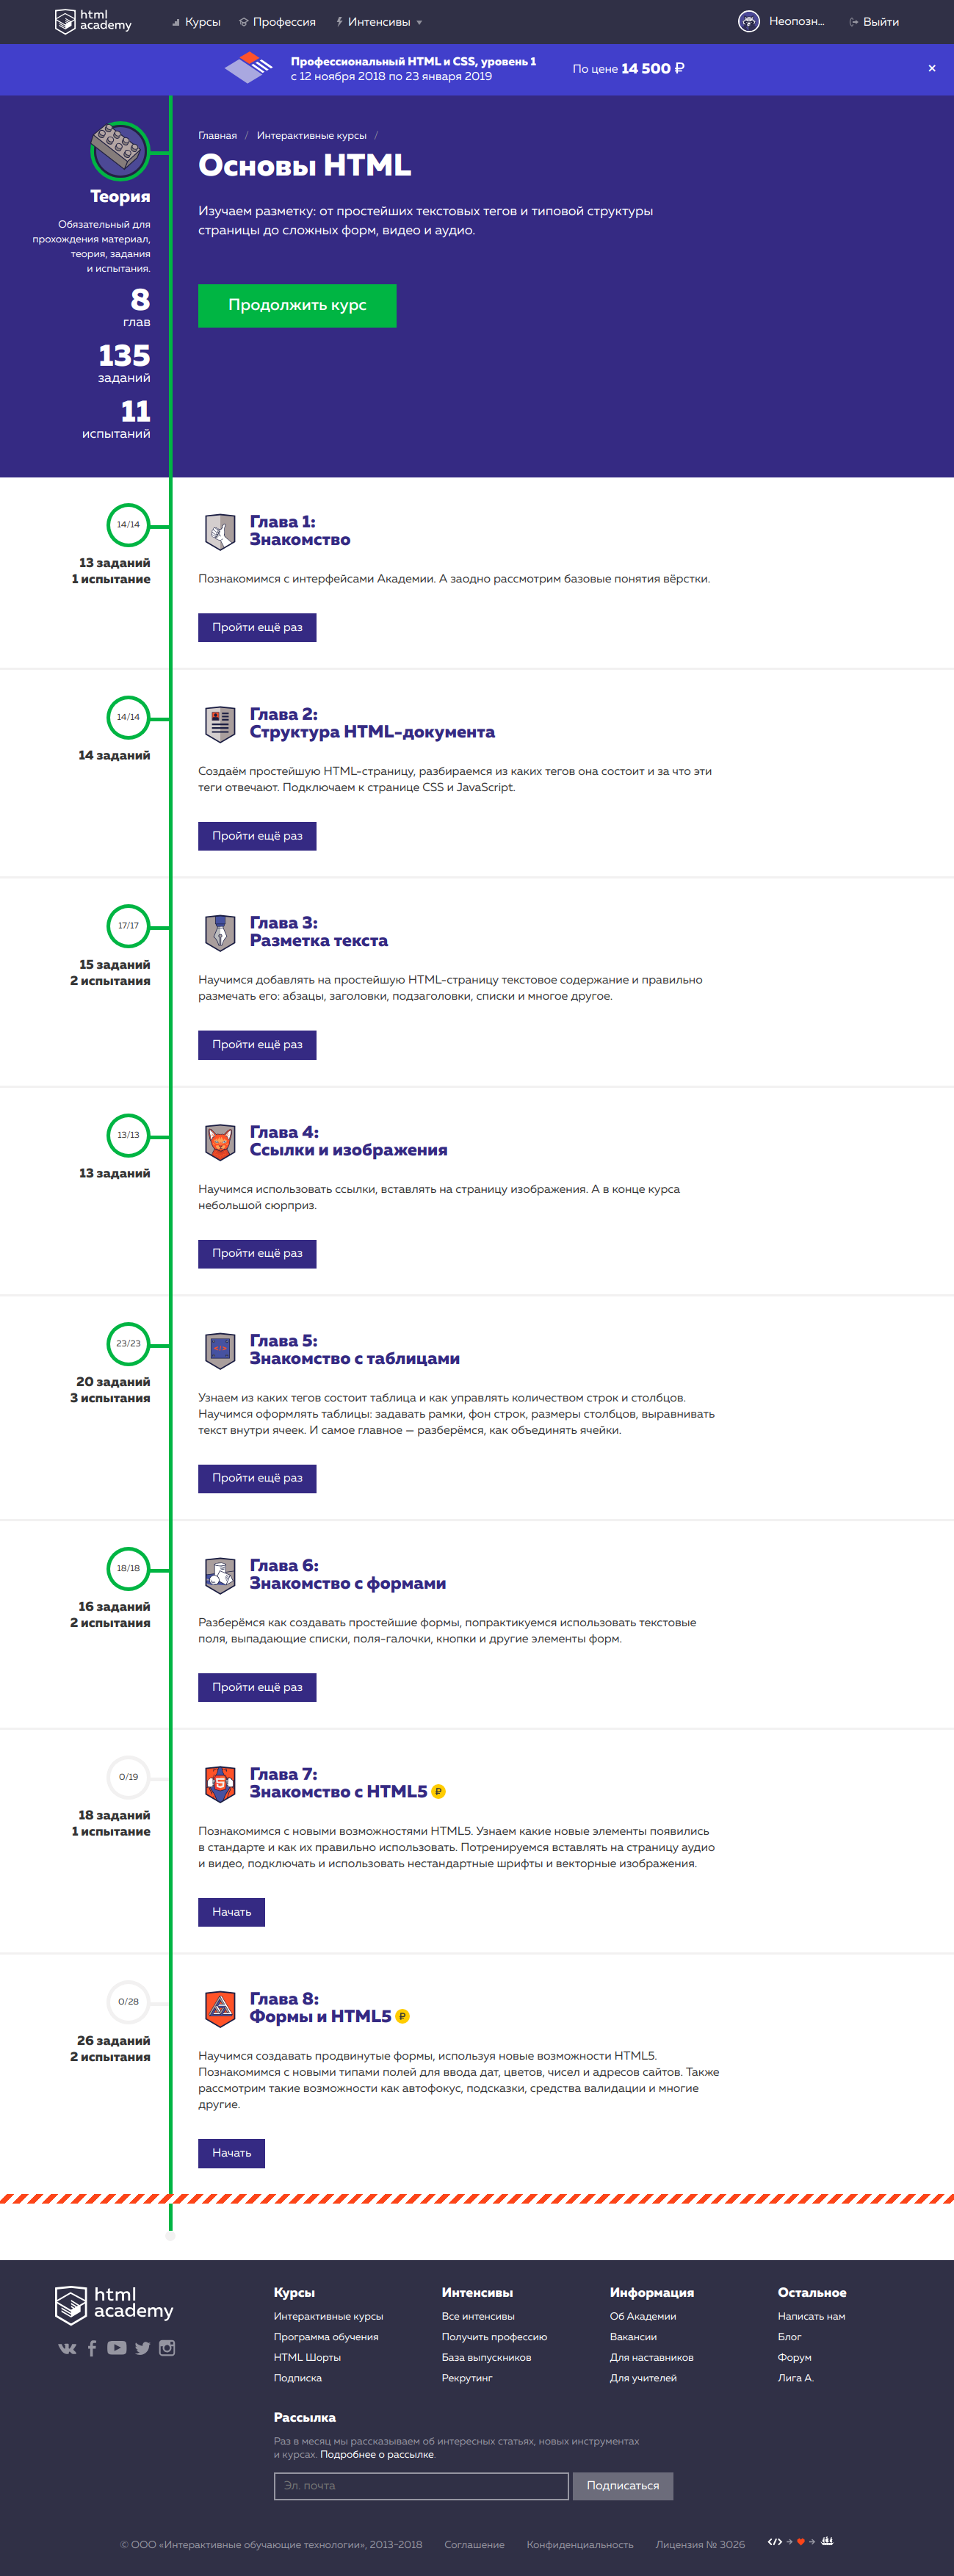 html academy
Курсы
Профессия
Интенсивы
Неопозн...
Выйти
Профессиональный HTML и CSS, уровень 1
с 12 ноября 2018 по 23 января 2019
По цене 14 500 ₽
×
Теория
Обязательный для
прохождения материал,
теория, задания
и испытания.
8
глав
135
заданий
11
испытаний
Главная / Интерактивные курсы /
Основы HTML
Изучаем разметку: от простейших текстовых тегов и типовой структуры
страницы до сложных форм, видео и аудио.
Продолжить курс
14/14
13 заданий
1 испытание
Глава 1:
Знакомство
Познакомимся с интерфейсами Академии. А заодно рассмотрим базовые понятия вёрстки.
Пройти ещё раз
14/14
14 заданий
Глава 2:
Структура HTML-документа
Создаём простейшую HTML-страницу, разбираемся из каких тегов она состоит и за что эти
теги отвечают. Подключаем к странице CSS и JavaScript.
Пройти ещё раз
17/17
15 заданий
2 испытания
Глава 3:
Разметка текста
Научимся добавлять на простейшую HTML-страницу текстовое содержание и правильно
размечать его: абзацы, заголовки, подзаголовки, списки и многое другое.
Пройти ещё раз
13/13
13 заданий
Глава 4:
Ссылки и изображения
Научимся использовать ссылки, вставлять на страницу изображения. А в конце курса
небольшой сюрприз.
Пройти ещё раз
23/23
20 заданий
3 испытания
</>
Глава 5:
Знакомство с таблицами
Узнаем из каких тегов состоит таблица и как управлять количеством строк и столбцов.
Научимся оформлять таблицы: задавать рамки, фон строк, размеры столбцов, выравнивать
текст внутри ячеек. И самое главное — разберёмся, как объединять ячейки.
Пройти ещё раз
18/18
16 заданий
2 испытания
Глава 6:
Знакомство с формами
Разберёмся как создавать простейшие формы, попрактикуемся использовать текстовые
поля, выпадающие списки, поля-галочки, кнопки и другие элементы форм.
Пройти ещё раз
0/19
18 заданий
1 испытание
5
Глава 7:
Знакомство с HTML5 ₽
Познакомимся с новыми возможностями HTML5. Узнаем какие новые элементы появились
в стандарте и как их правильно использовать. Потренируемся вставлять на страницу аудио
и видео, подключать и использовать нестандартные шрифты и векторные изображения.
Начать
0/28
26 заданий
2 испытания
Глава 8:
Формы и HTML5 ₽
Научимся создавать продвинутые формы, используя новые возможности HTML5.
Познакомимся с новыми типами полей для ввода дат, цветов, чисел и адресов сайтов. Также
рассмотрим такие возможности как автофокус, подсказки, средства валидации и многие
другие.
Начать
html academy
Курсы
Интерактивные курсы
Программа обучения
HTML Шорты
Подписка
Интенсивы
Все интенсивы
Получить профессию
База выпускников
Рекрутинг
Информация
Об Академии
Вакансии
Для наставников
Для учителей
Остальное
Написать нам
Блог
Форум
Лига А.
Рассылка
Раз в месяц мы рассказываем об интересных статьях, новых инструментах
и курсах. Подробнее о рассылке.
Эл. почта
Подписаться
© ООО «Интерактивные обучающие технологии», 2013-2018
Соглашение
Конфиденциальность
Лицензия № 3026
</>